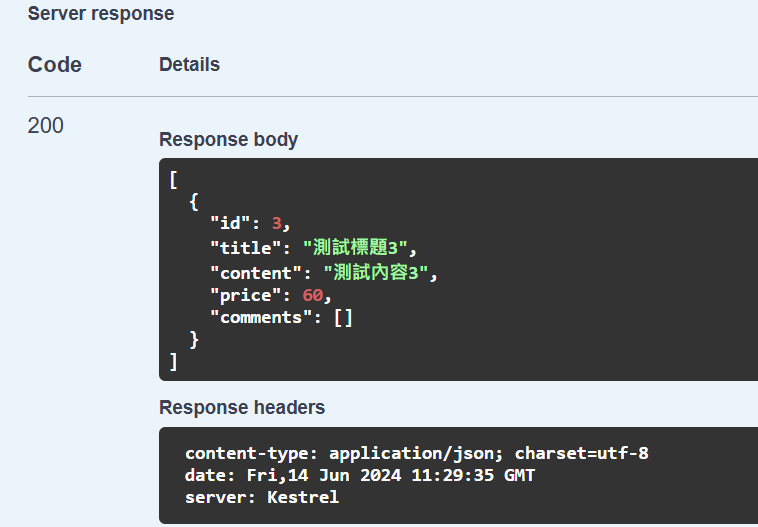 Server response
Code Details
200
Response body
[
{
"id": 3,
"title": "測試標題3",
"content": "測試內容3",
"price": 60,
"comments": []
}
]
Response headers
content-type: application/json; charset=utf-8
date: Fri,14 Jun 2024 11:29:35 GMT
server: Kestrel